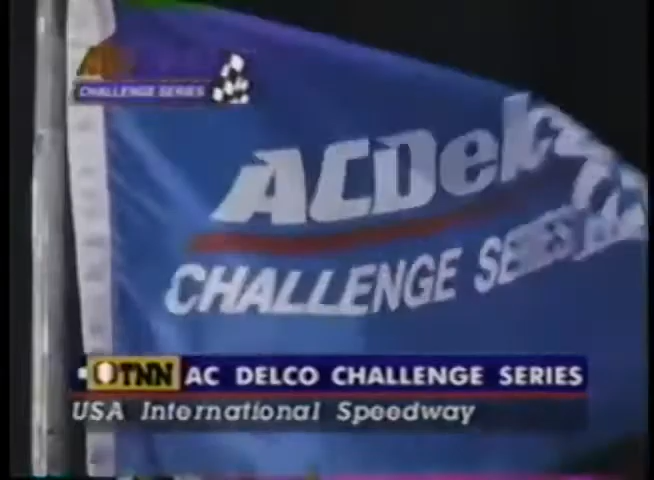 CHALLENGE SERIES
ACDelco
CHALLENGE SERIES
TNN AC DELCO CHALLENGE SERIES
USA International Speedway